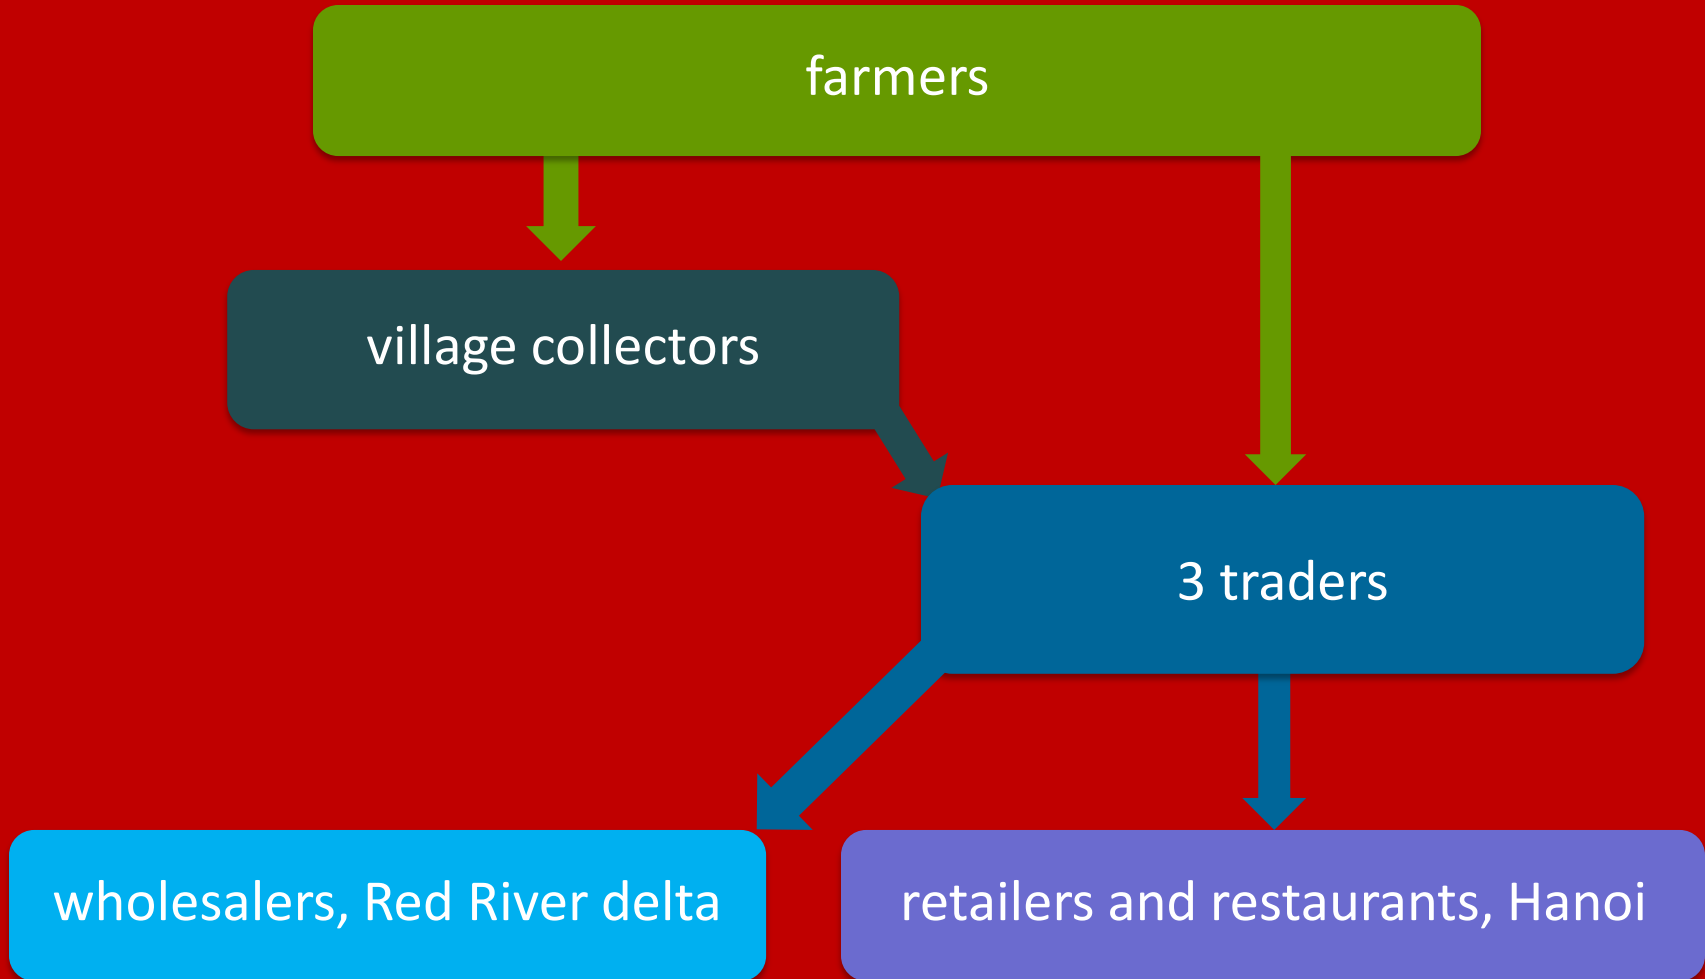 farmers
village collectors
3 traders
wholesalers, Red River delta
retailers and restaurants, Hanoi